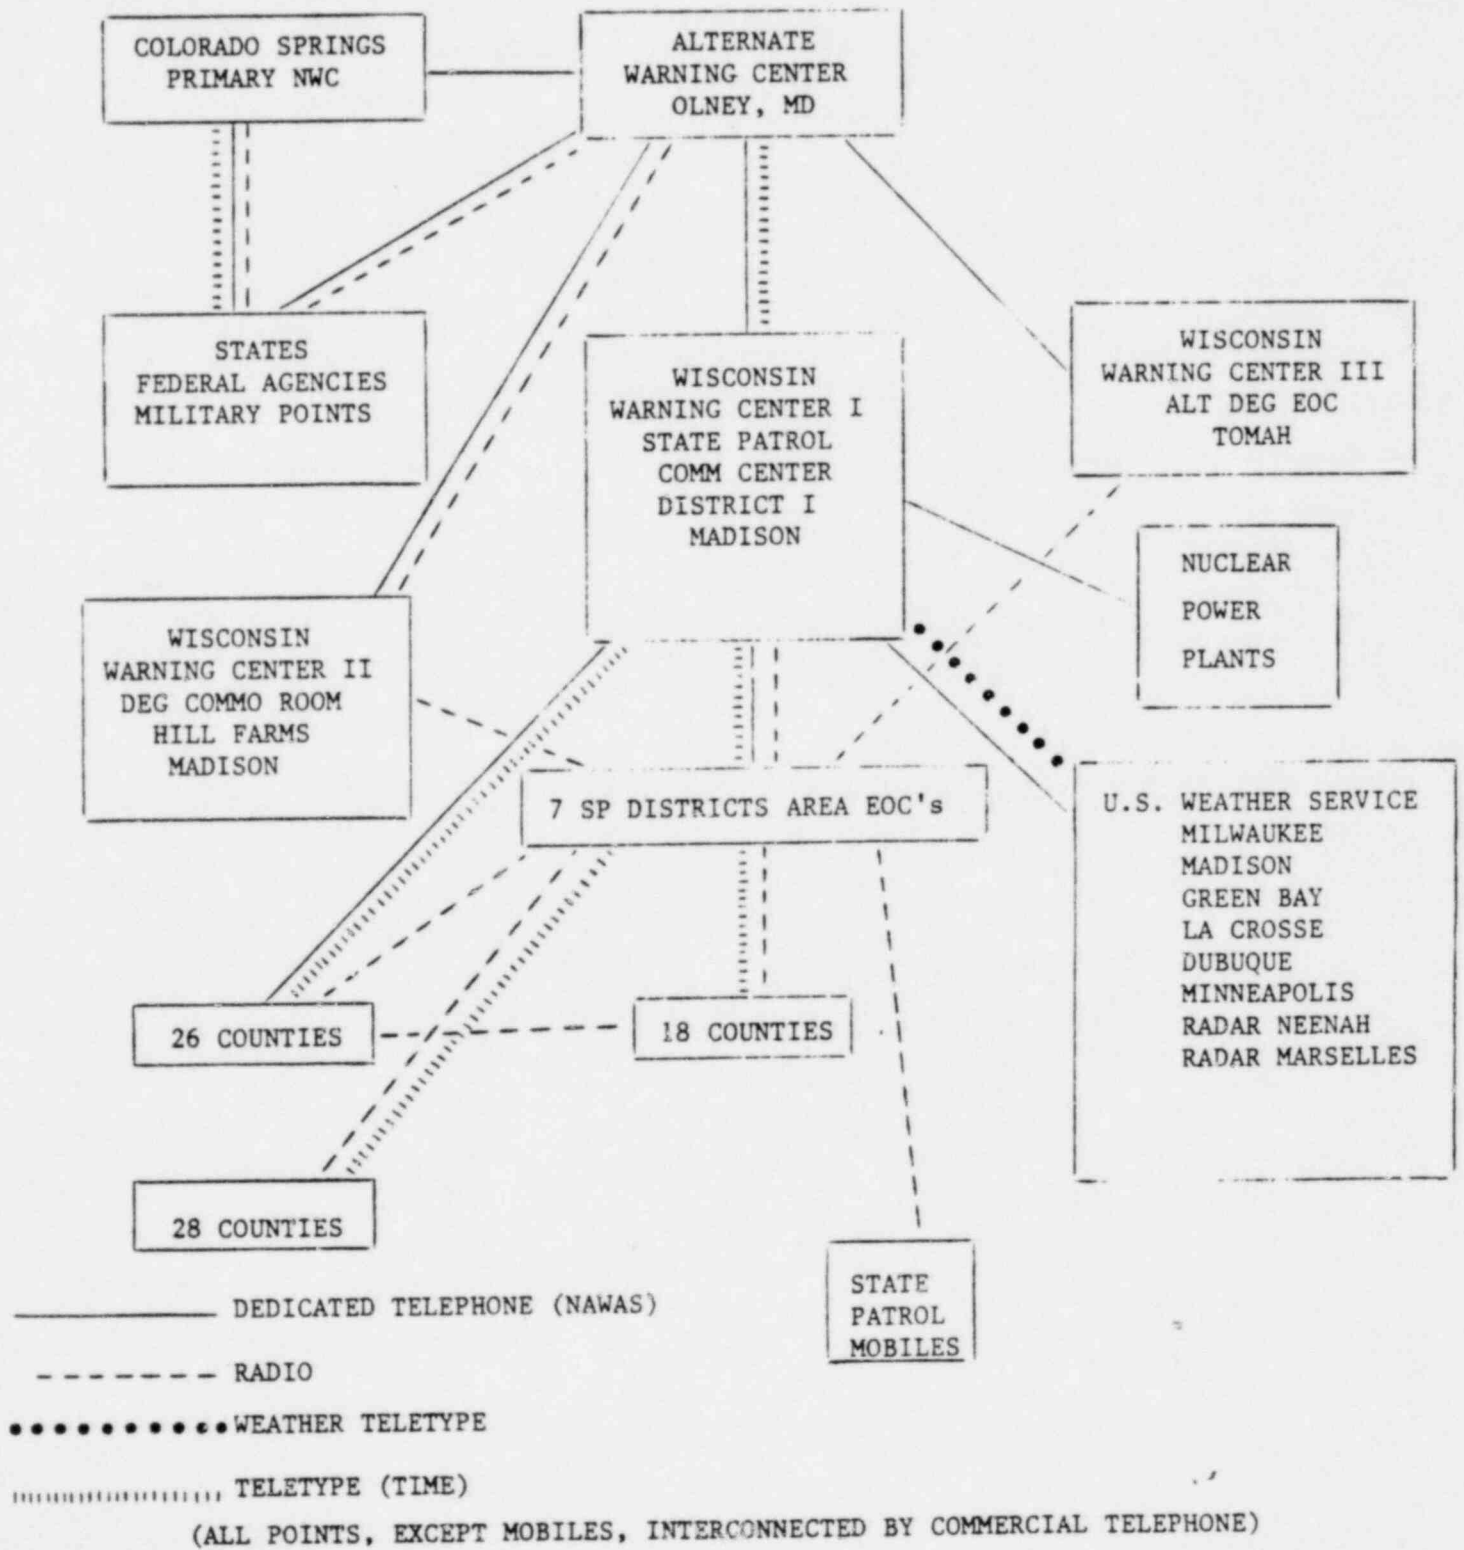 COLORADO SPRINGS
PRIMARY NWC
ALTERNATE
WARNING CENTER
OLNEY, MD
STATES
FEDERAL AGENCIES
MILITARY POINTS
WISCONSIN
WARNING CENTER I
STATE PATROL
COMM CENTER
DISTRICT I
MADISON
WISCONSIN
WARNING CENTER III
ALT DEG EOC
TOMAH
NUCLEAR
POWER
PLANTS
WISCONSIN
WARNING CENTER II
DEG COMMO ROOM
HILL FARMS
MADISON
7 SP DISTRICTS AREA EOC's
U.S. WEATHER SERVICE
MILWAUKEE
MADISON
GREEN BAY
LA CROSSE
DUBUQUE
MINNEAPOLIS
RADAR NEENAH
RADAR MARSELLES
26 COUNTIES
18 COUNTIES
28 COUNTIES
STATE
PATROL
MOBILES
DEDICATED TELEPHONE (NAWAS)
RADIO
WEATHER TELETYPE
TELETYPE (TIME)
(ALL POINTS, EXCEPT MOBILES, INTERCONNECTED BY COMMERCIAL TELEPHONE)